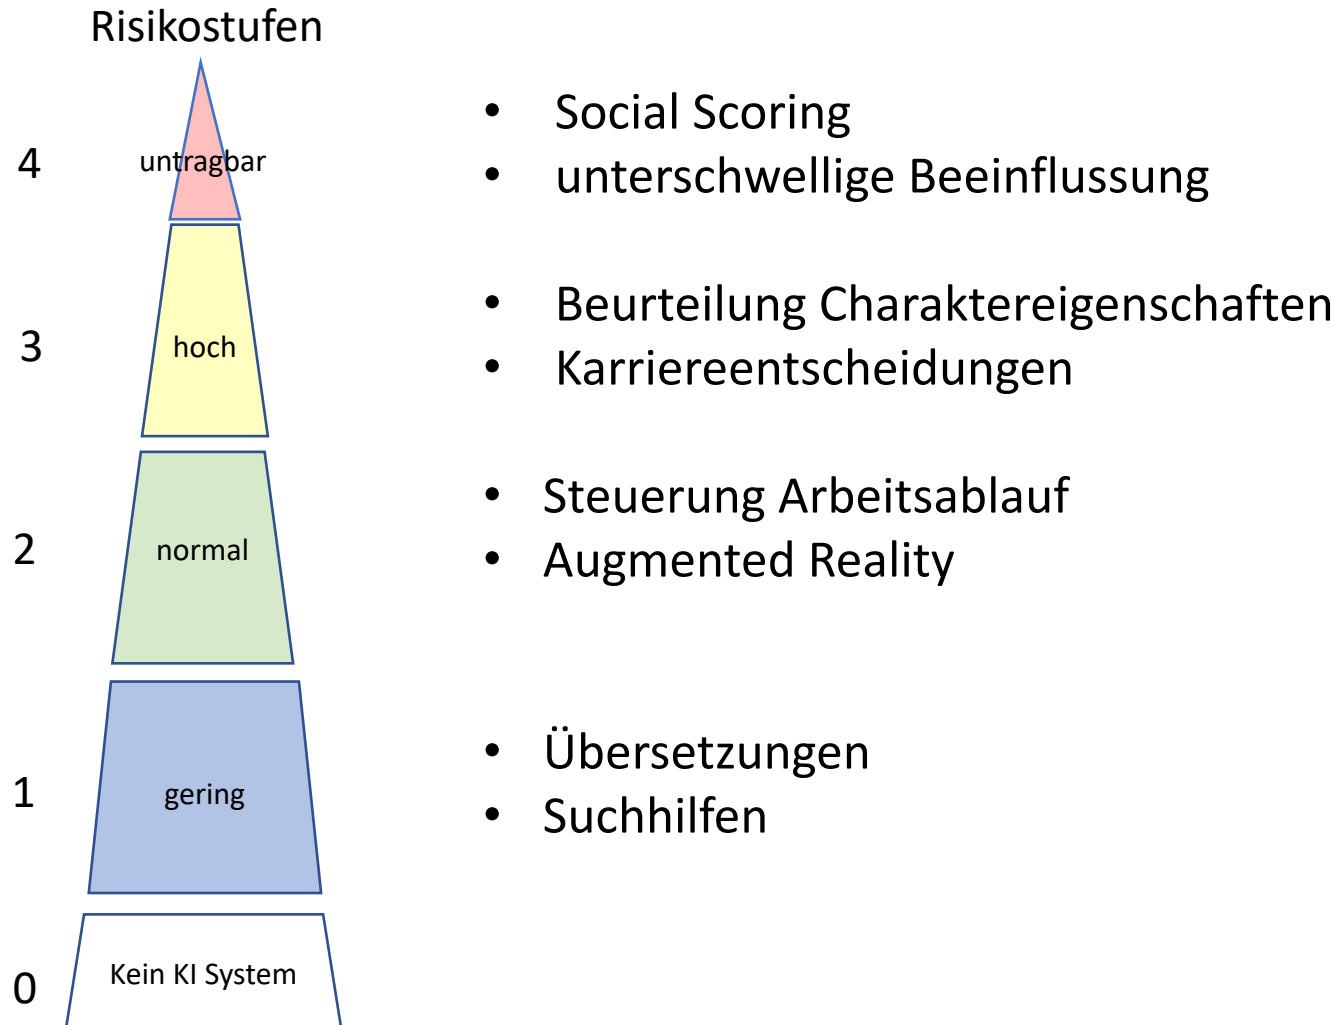 Risikostufen
4
untragbar
• Social Scoring
• unterschwellige Beeinflussung
3
hoch
• Beurteilung Charaktereigenschaften
• Karriereentscheidungen
2
normal
• Steuerung Arbeitsablauf
• Augmented Reality
1
gering
• Übersetzungen
• Suchhilfen
0
Kein KI System